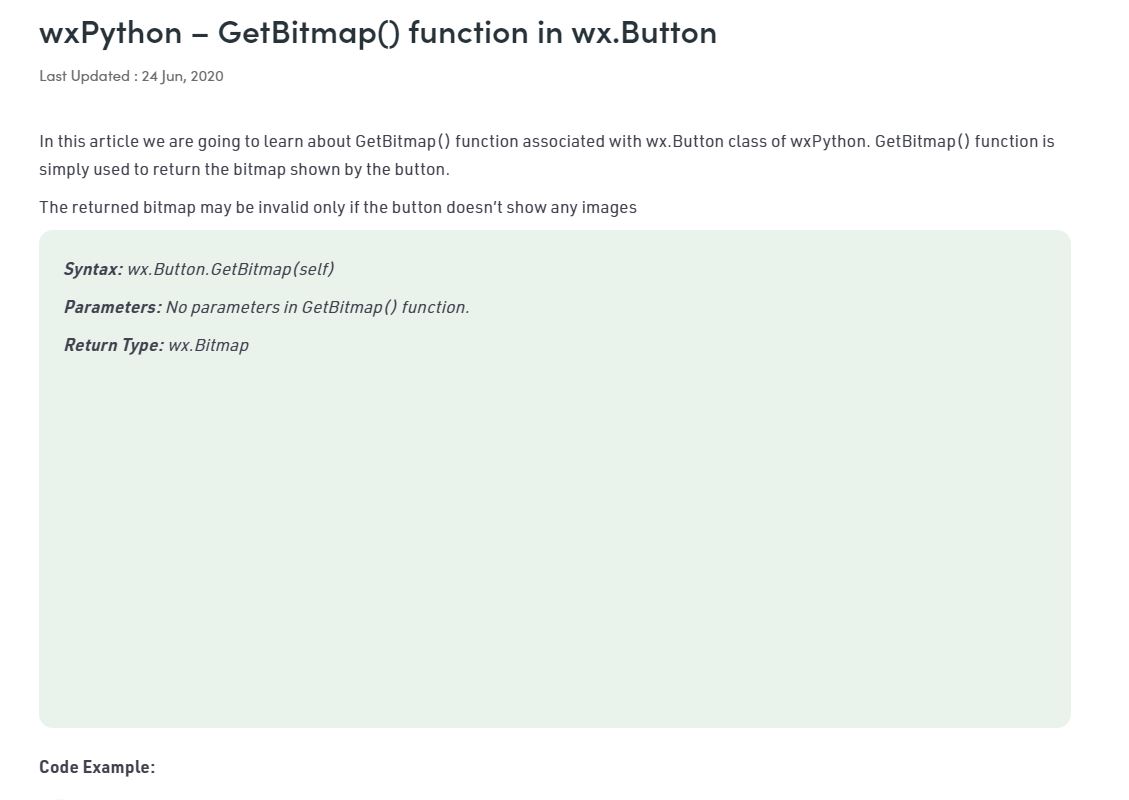 wxPython – GetBitmap() function in wx.Button
Last Updated : 24 Jun, 2020
In this article we are going to learn about GetBitmap() function associated with wx.Button class of wxPython. GetBitmap() function is
simply used to return the bitmap shown by the button.
The returned bitmap may be invalid only if the button doesn’t show any images
Syntax: wx.Button.GetBitmap(self)
Parameters: No parameters in GetBitmap() function.
Return Type: wx.Bitmap
Code Example: